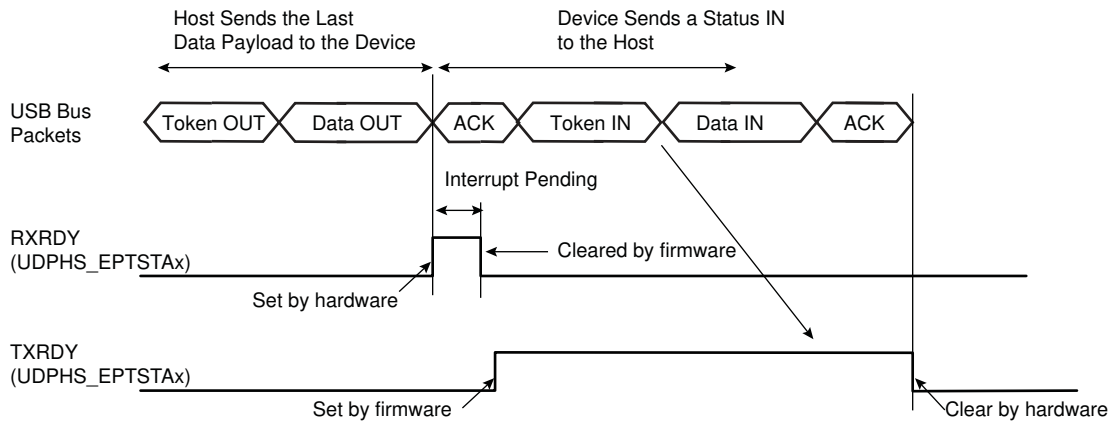 Host Sends the Last
Data Payload to the Device
Device Sends a Status IN
to the Host
USB Bus
Packets
Token OUT
Data OUT
ACK
Token IN
Data IN
ACK
Interrupt Pending
RXRDY
(UDPHS_EPTSTAx)
Cleared by firmware
Set by hardware
TXRDY
(UDPHS_EPTSTAx)
Set by firmware
Clear by hardware